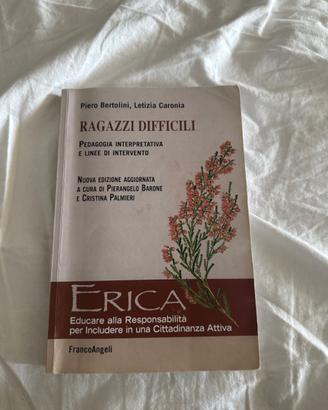 Piero Bertolini, Letizia Caronia
RAGAZZI DIFFICILI
PEDAGOGIA INTERPRETATIVA
E LINEE DI INTERVENTO
NUOVA EDIZIONE AGGIORNATA
A CURA DI PIERANGELO BARONE
E CRISTINA PALMIERI
ERICA
Educare alla Responsabilità
per Includere in una Cittadinanza Attiva
FrancoAngeli